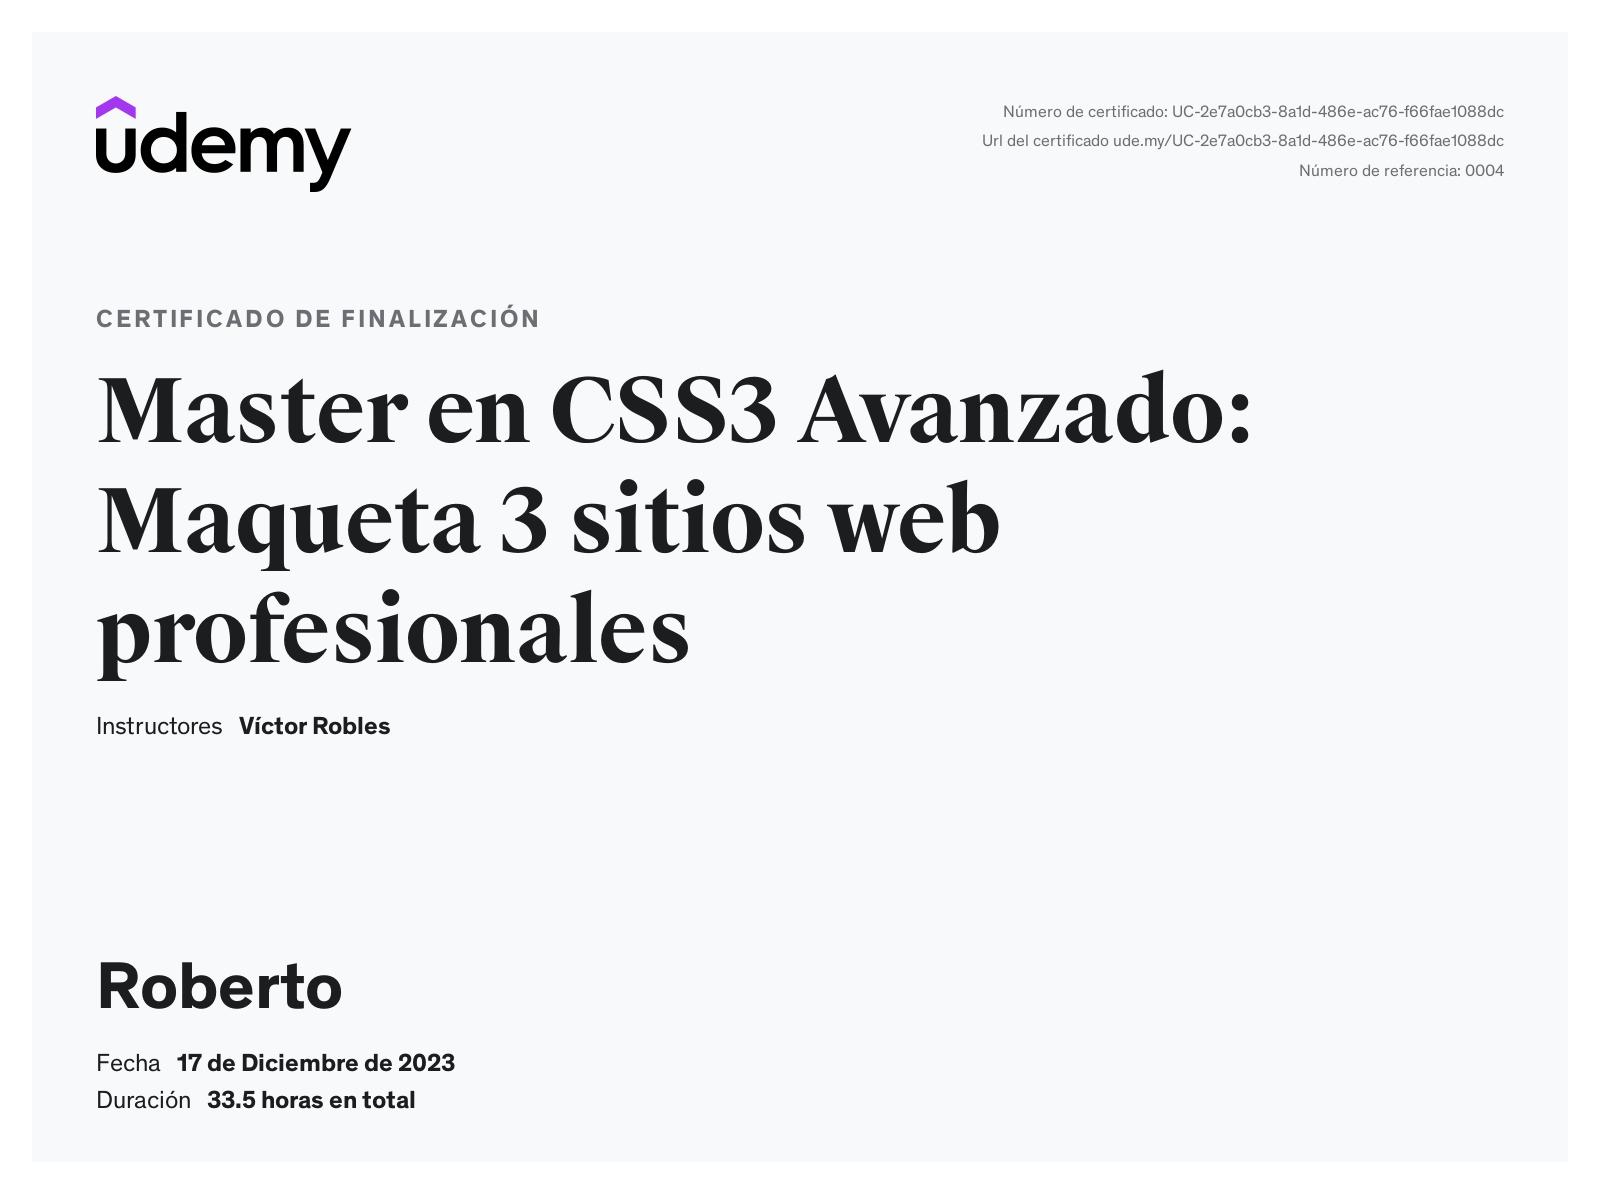 udemy
Número de certificado: UC-2e7a0cb3-8a1d-486e-ac76-f66fae1088dc
Url del certificado ude.my/UC-2e7a0cb3-8a1d-486e-ac76-f66fae1088dc
Número de referencia: 0004
CERTIFICADO DE FINALIZACIÓN
Master en CSS3 Avanzado:
Maqueta 3 sitios web
profesionales
Instructores Víctor Robles
Roberto
Fecha 17 de Diciembre de 2023
Duración 33.5 horas en total